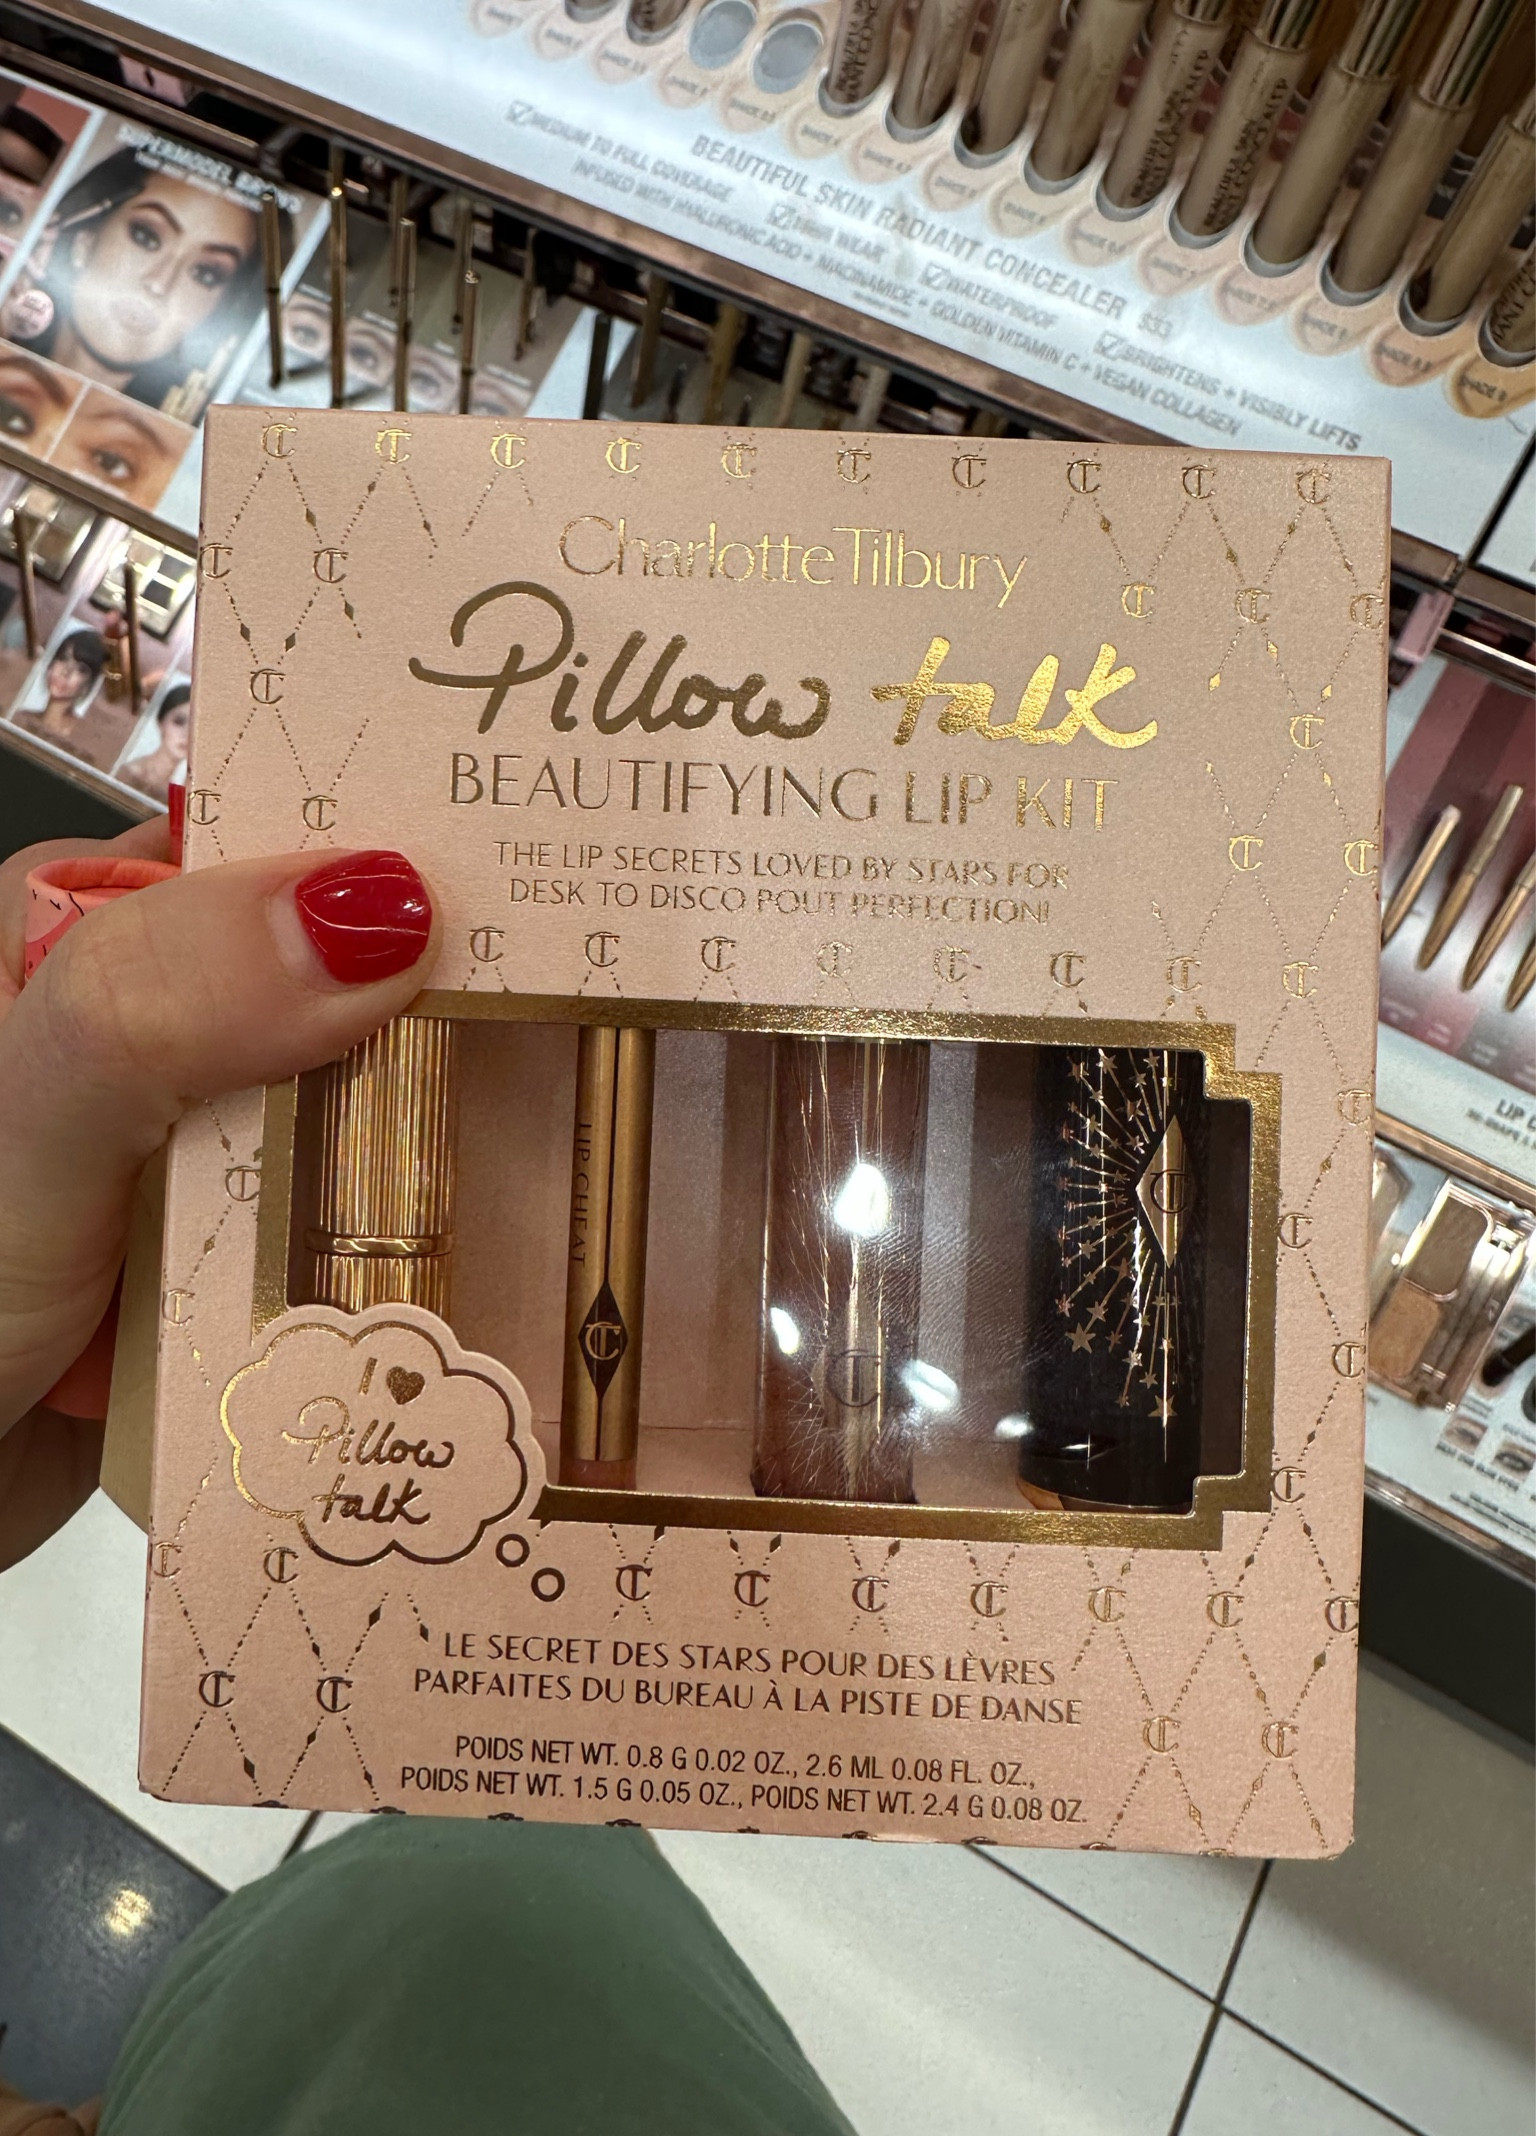 SUPERMODEL BROWS
MEDIUM TO FULL COVERAGE
INFUSED WITH HYALURONIC ACID + NIACINAMIDE + GOLDEN VITAMIN C + VEGAN COLLAGEN
BEAUTIFUL SKIN RADIANT CONCEALER $33
WATERPROOF
BRIGHTENS + VISIBLY LIFTS
Charlotte Tilbury
Pillow talk
BEAUTIFYING LIP KIT
THE LIP SECRETS LOVED BY STARS FOR
DESK TO DISCO POUT PERFECTION!
LIP CHEAT
I ♥
Pillow
talk
LE SECRET DES STARS POUR DES LÈVRES
PARFAITES DU BUREAU À LA PISTE DE DANSE
POIDS NET WT. 0.8 G 0.02 OZ., 2.6 ML 0.08 FL. OZ.,
POIDS NET WT. 1.5 G 0.05 OZ., POIDS NET WT. 2.4 G 0.08 OZ.